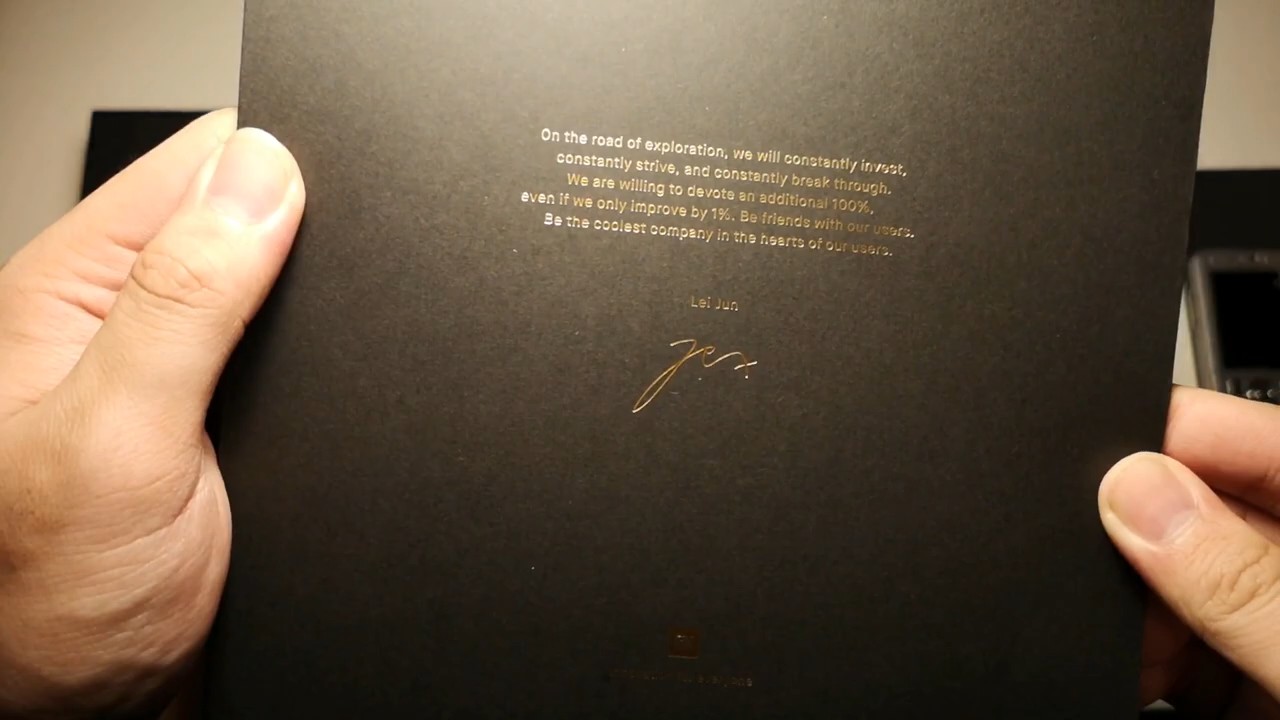 On the road of exploration, we will constantly invest,
constantly strive, and constantly break through.
We are willing to devote an additional 100%,
even if we only improve by 1%. Be friends with our users.
Be the coolest company in the hearts of our users.
Lei Jun
for everyone